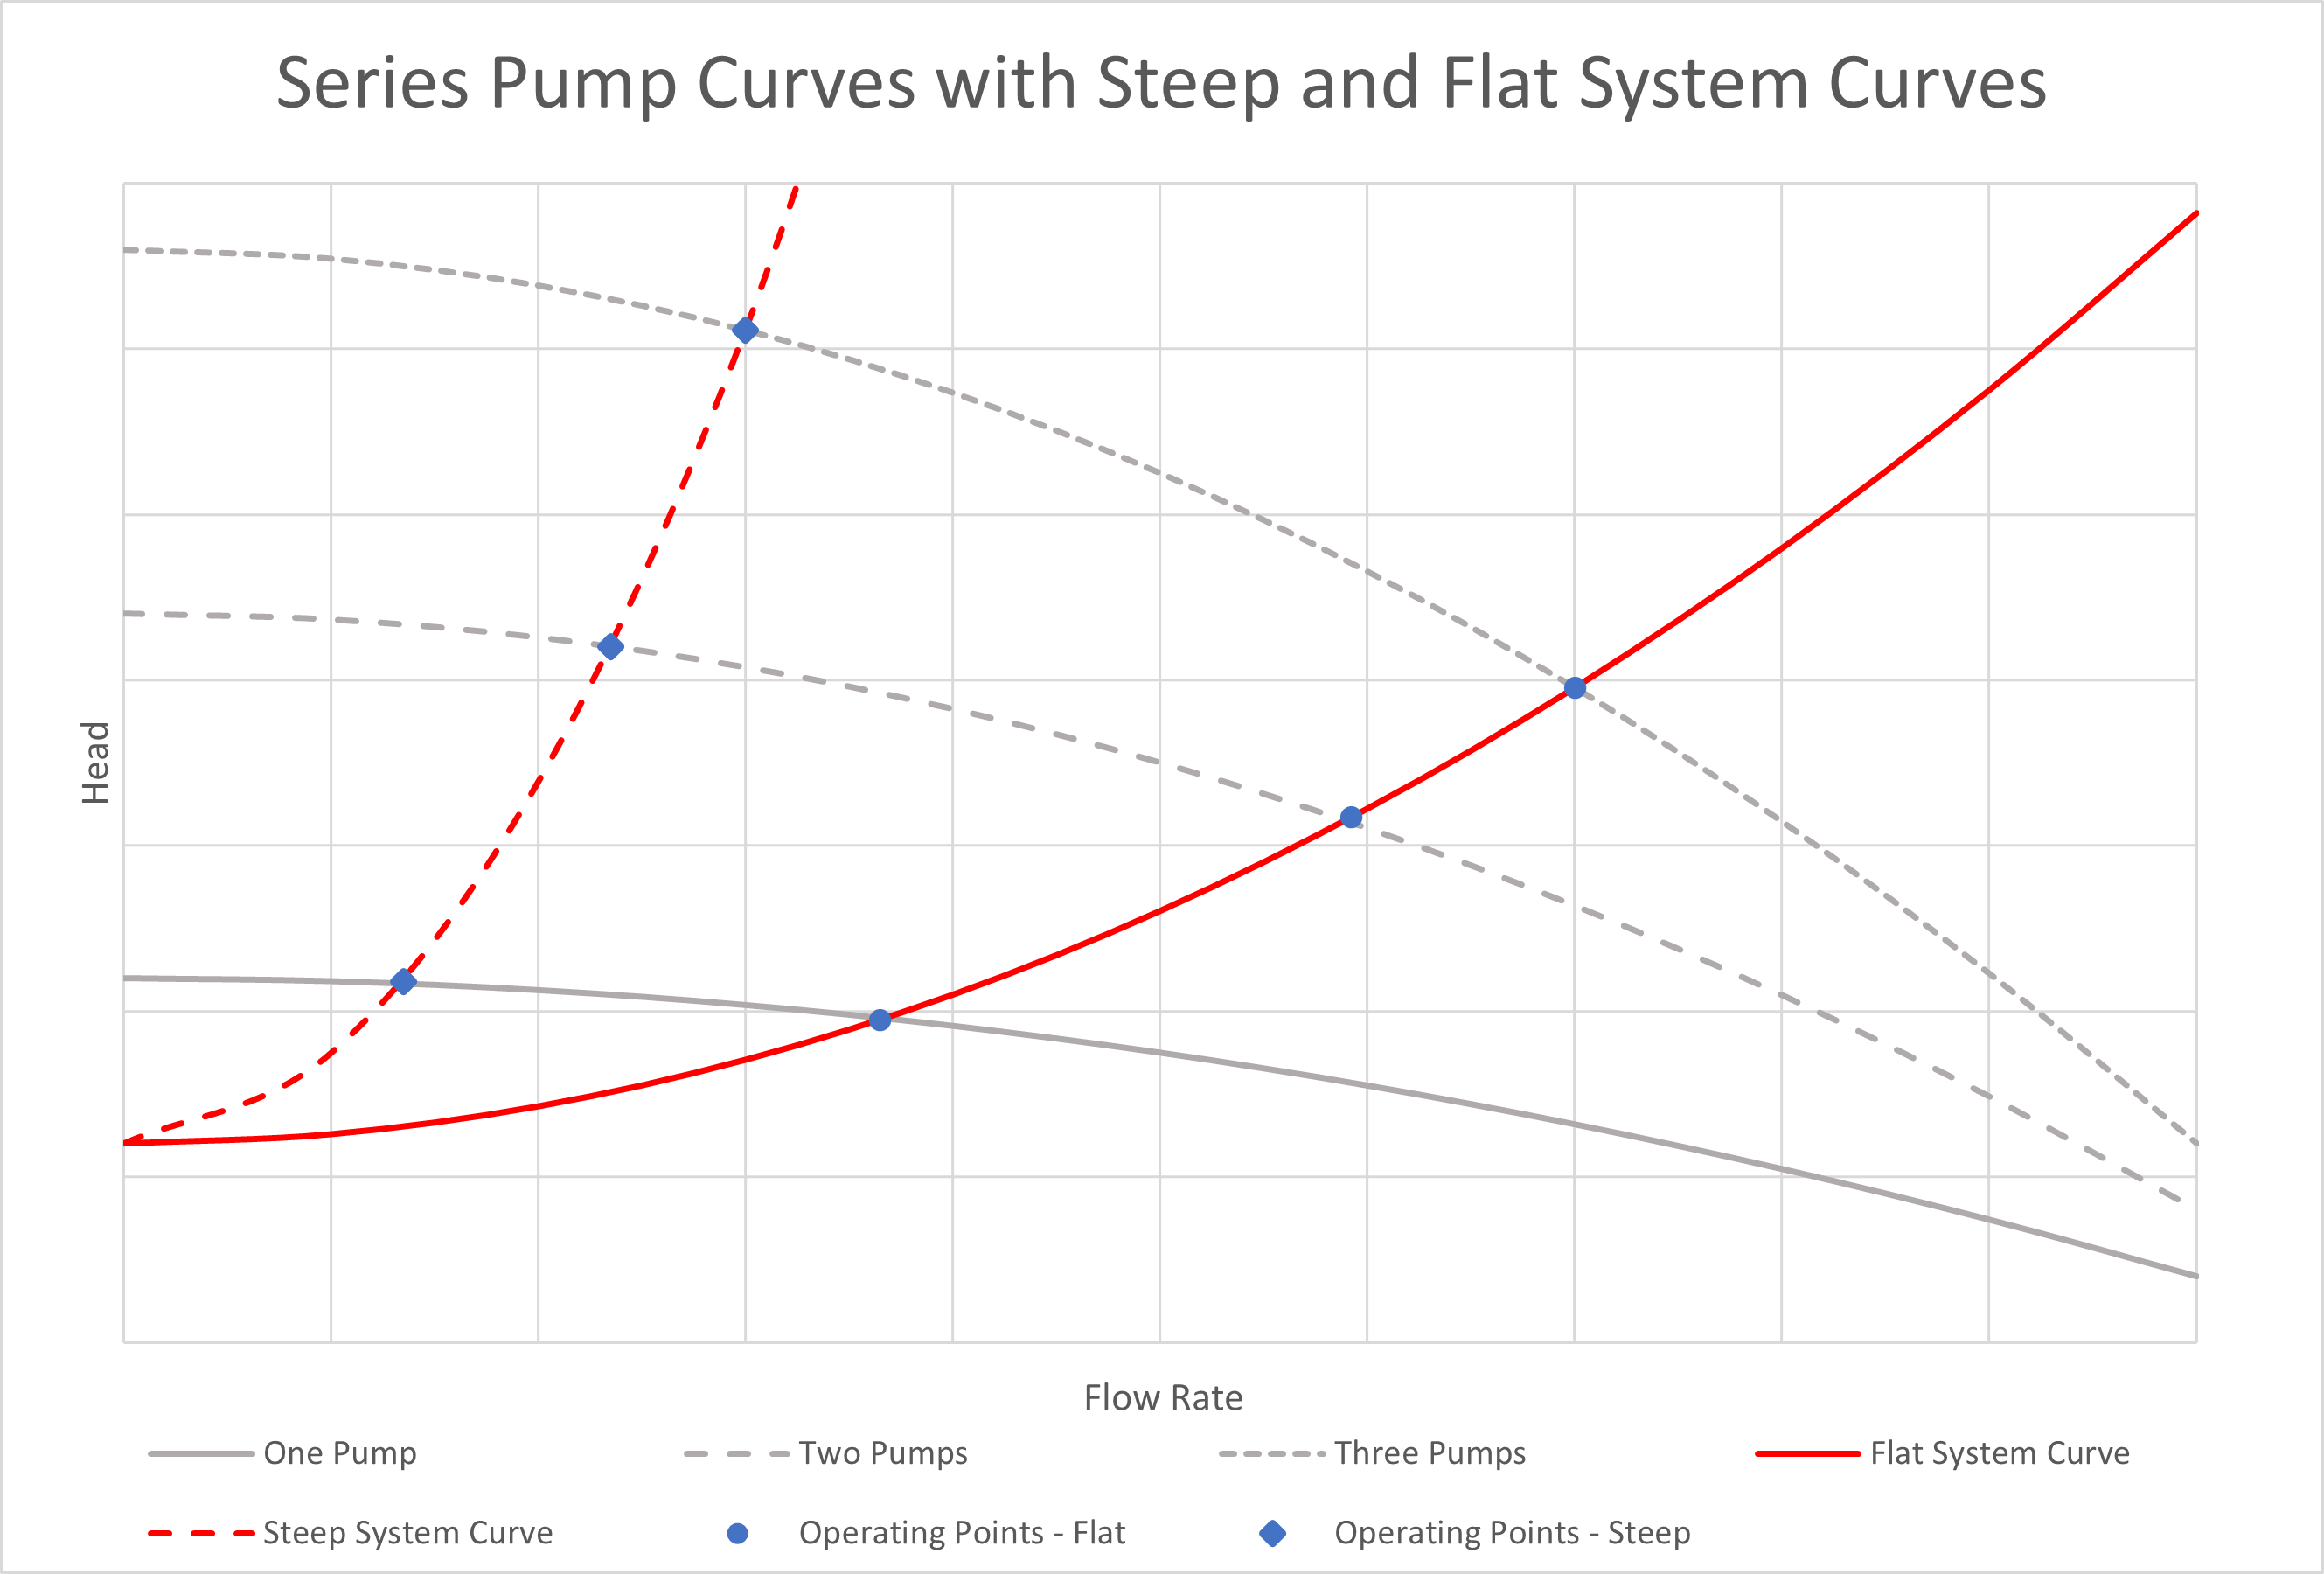 Series Pump Curves with Steep and Flat System Curves
Head
Flow Rate
One Pump
Two Pumps
Three Pumps
Flat System Curve
Steep System Curve
Operating Points - Flat
Operating Points - Steep